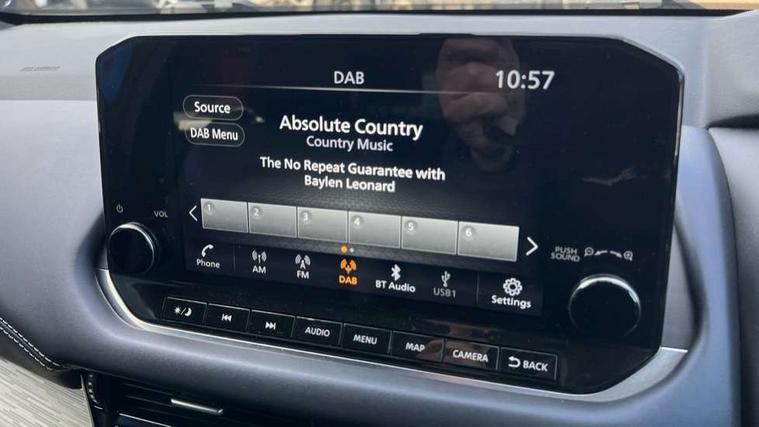 DAB
10:57
Source
DAB Menu
Absolute Country
Country Music
The No Repeat Guarantee with
Baylen Leonard
1
2
3
4
5
6
VOL
PUSH
SOUND
Phone
AM
FM
DAB
BT Audio
USB1
Settings
AUDIO
MENU
MAP
CAMERA
BACK